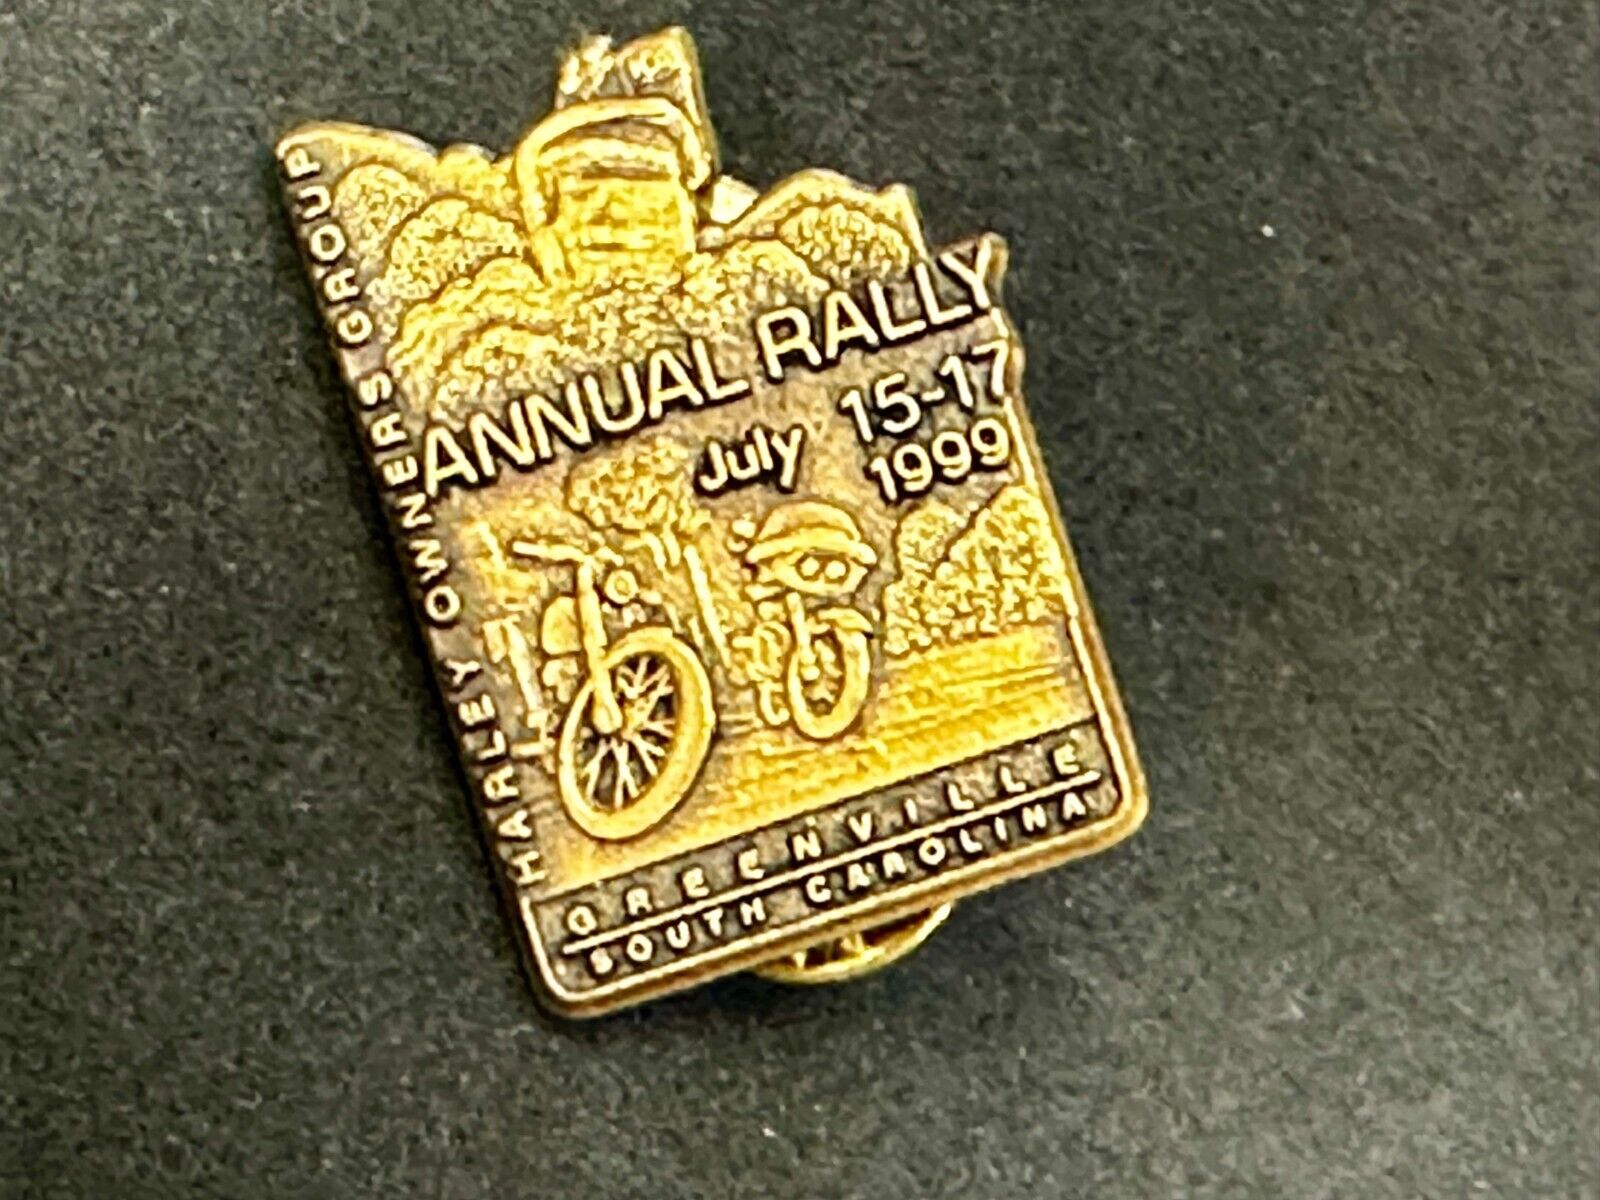 HARLEY OWNERS GROUP
ANNUAL RALLY
July 15-17
1999
GREENVILLE
SOUTH CAROLINA